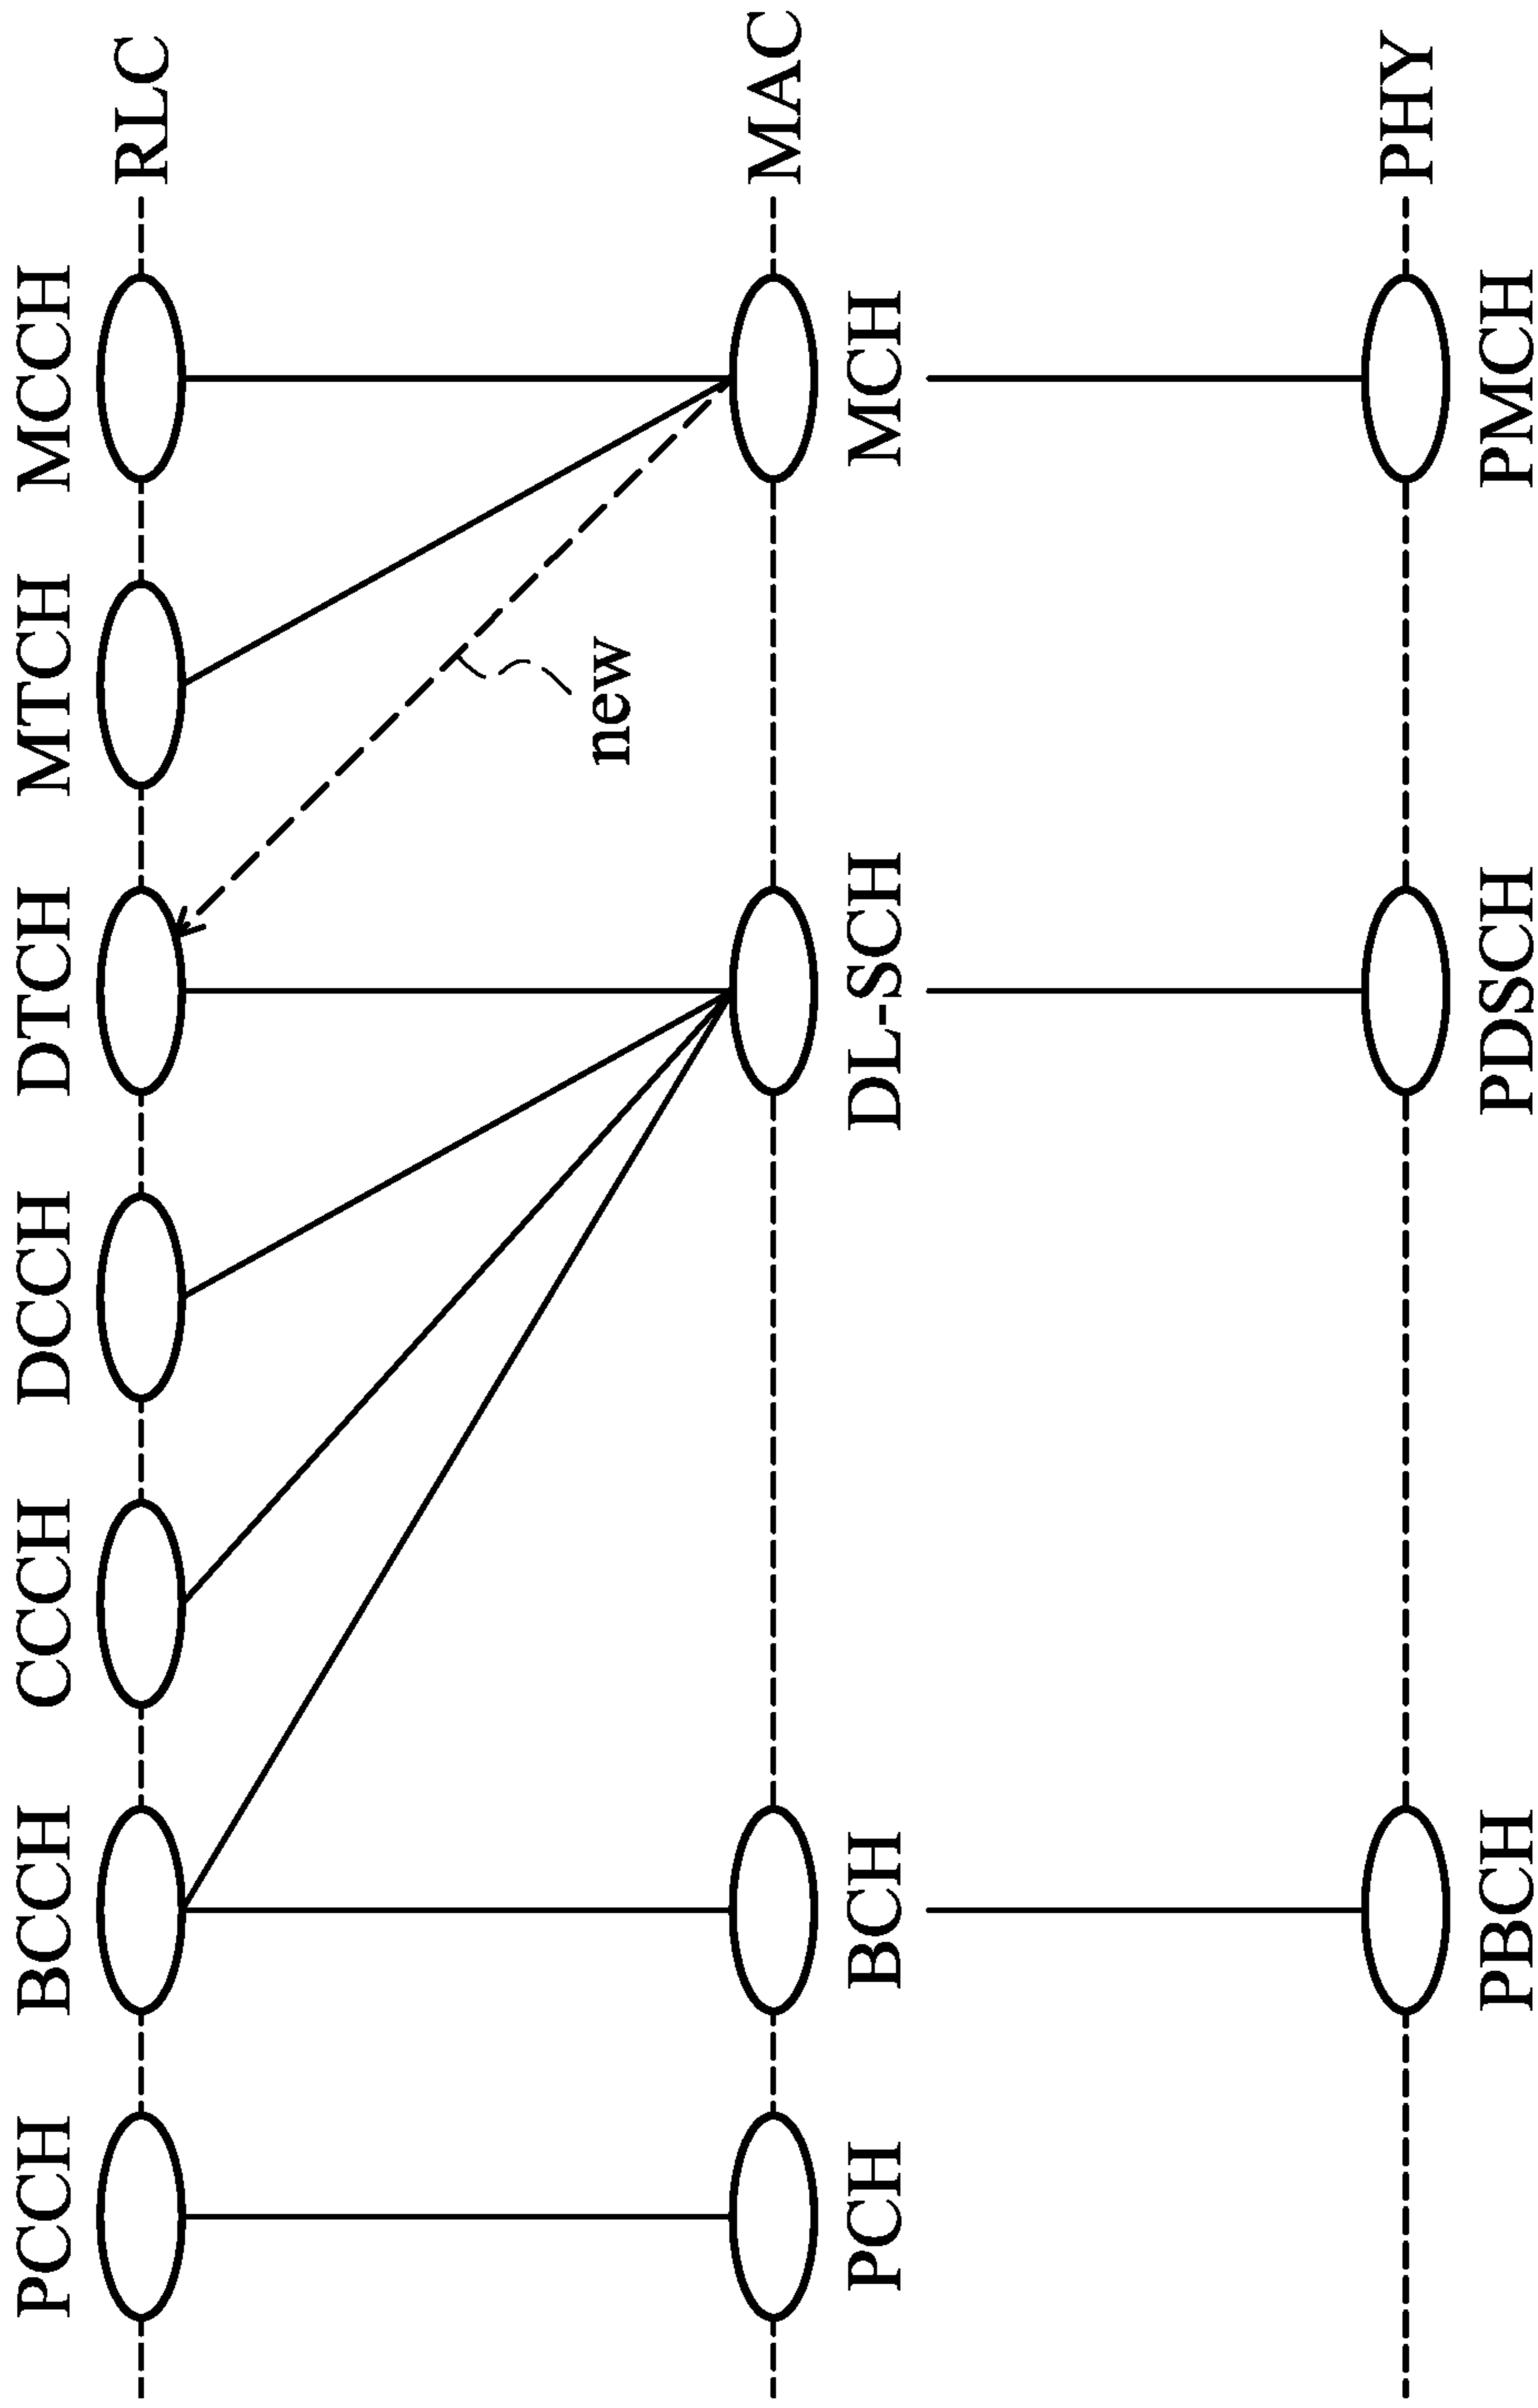 PCCH BCCH CCCH DCCH DTCH MTCH MCCH
RLC
new
MAC
PCH BCH DL-SCH MCH
PHY
PBCH PDSCH PMCH